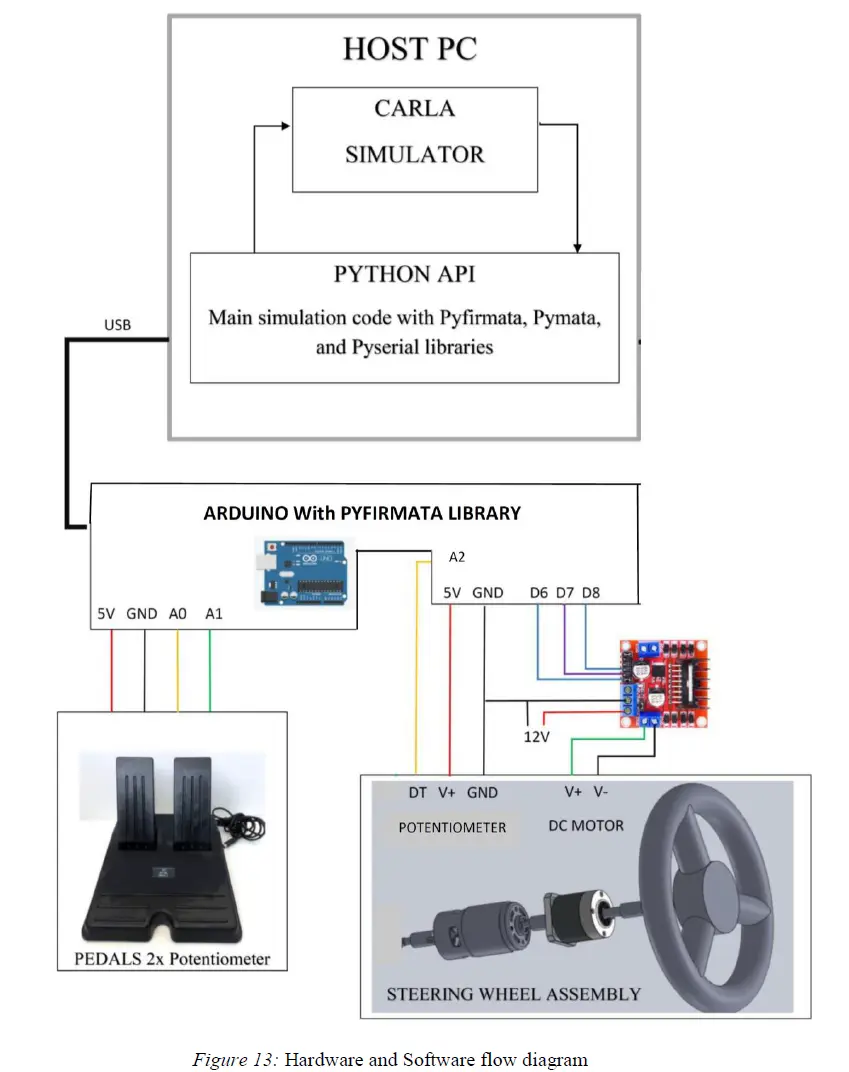 HOST PC
CARLA
SIMULATOR
PYTHON API
Main simulation code with Pyfirmata, Pymata,
and Pyserial libraries
USB
ARDUINO With PYFIRMATA LIBRARY
A2
5V GND D6 D7 D8
5V GND A0 A1
12V
DT V+ GND V+ V-
POTENTIOMETER DC MOTOR
PEDALS 2x Potentiometer
STEERING WHEEL ASSEMBLY
Figure 13: Hardware and Software flow diagram